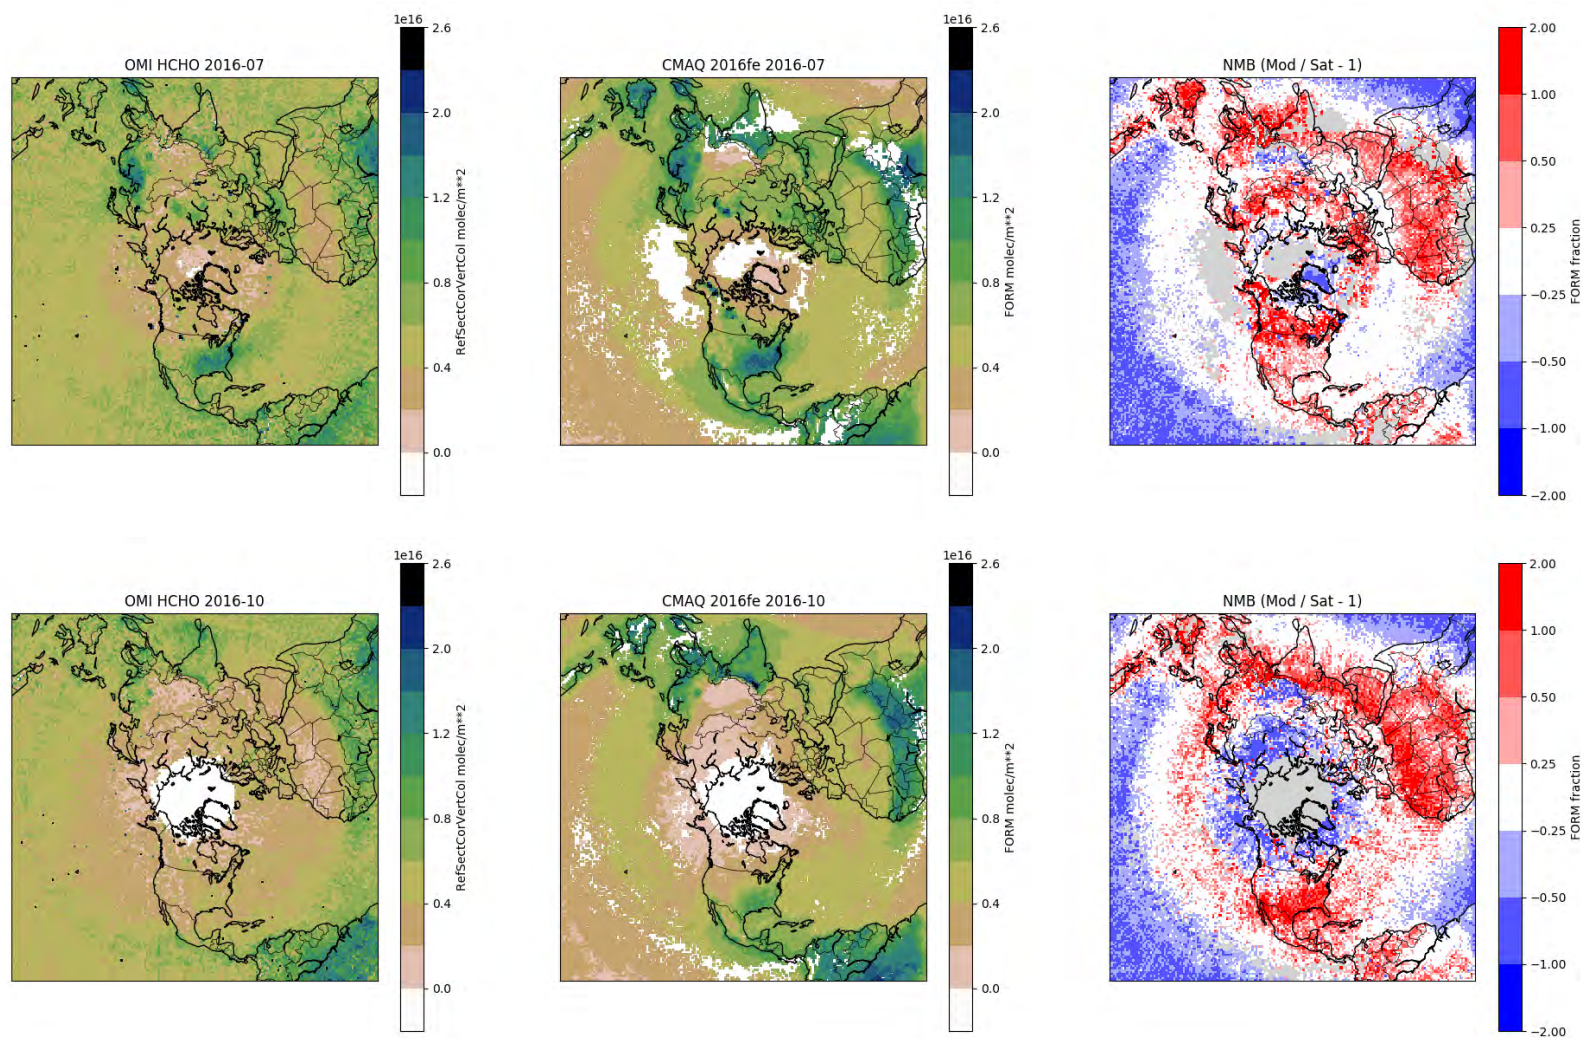 OMI HCHO 2016-07
1e16
2.6
2.0
1.2
0.8
0.4
0.0
RefSectCorVertCol molec/m**2
CMAQ 2016fe 2016-07
1e16
2.6
2.0
1.2
0.8
0.4
0.0
FORM molec/m**2
NMB (Mod / Sat - 1)
2.00
1.00
0.50
0.25
−0.25
−0.50
−1.00
−2.00
FORM fraction
OMI HCHO 2016-10
1e16
2.6
2.0
1.2
0.8
0.4
0.0
RefSectCorVertCol molec/m**2
CMAQ 2016fe 2016-10
1e16
2.6
2.0
1.2
0.8
0.4
0.0
FORM molec/m**2
NMB (Mod / Sat - 1)
2.00
1.00
0.50
0.25
−0.25
−0.50
−1.00
−2.00
FORM fraction